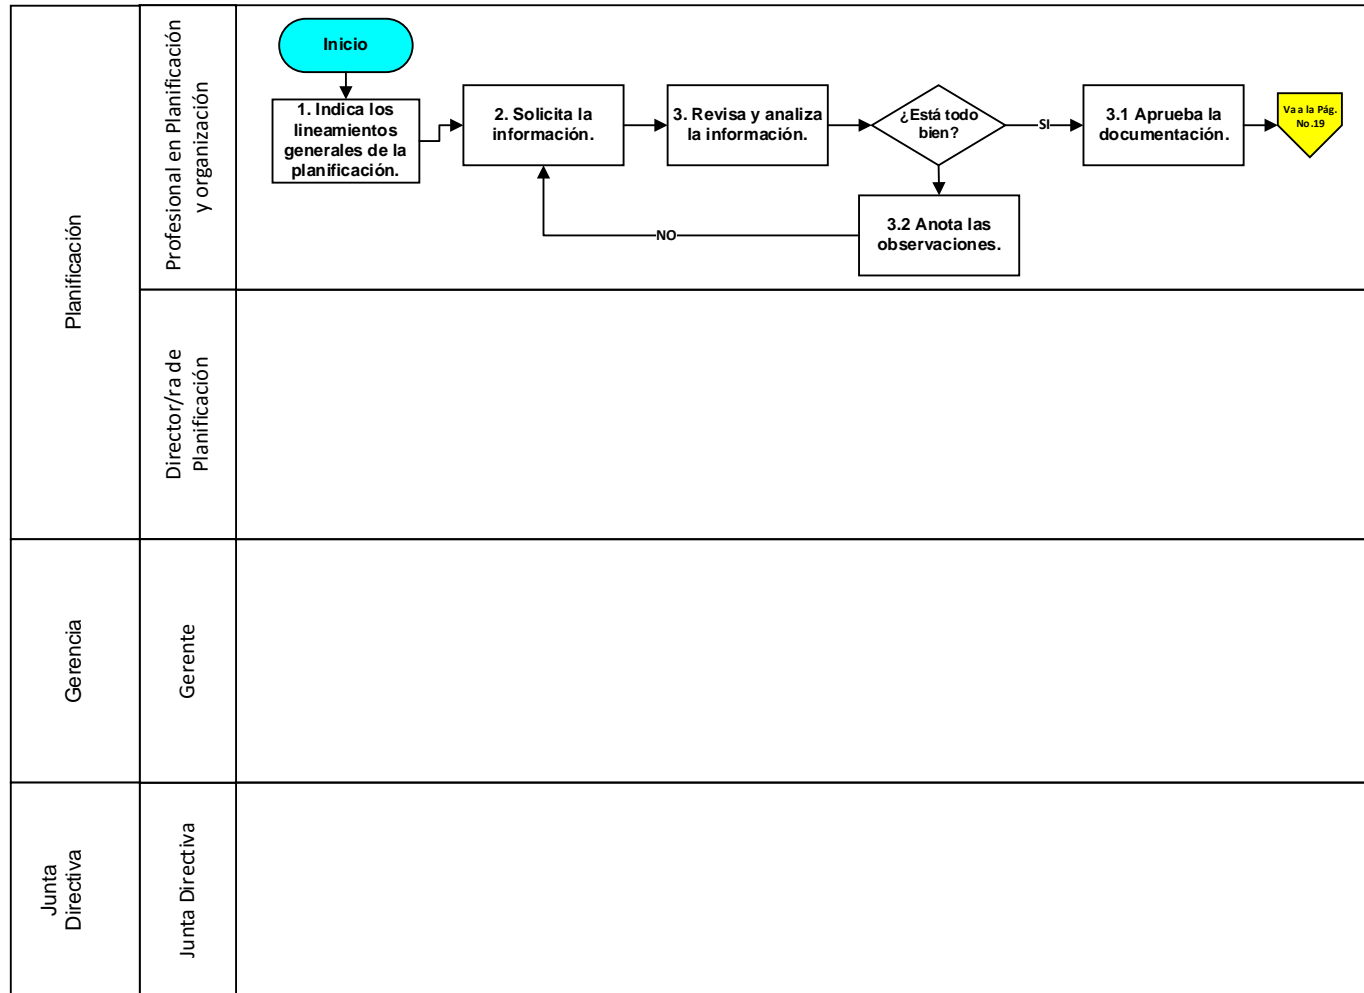 Planificación
Profesional en Planificación
y organización
Inicio
1. Indica los
lineamientos
generales de la
planificación.
2. Solicita la
información.
3. Revisa y analiza
la información.
¿Está todo
bien?
SI
3.1 Aprueba la
documentación.
Va a la Pág.
No.19
3.2 Anota las
observaciones.
NO
Director/ra de
Planificación
Gerencia
Gerente
Junta
Directiva
Junta Directiva